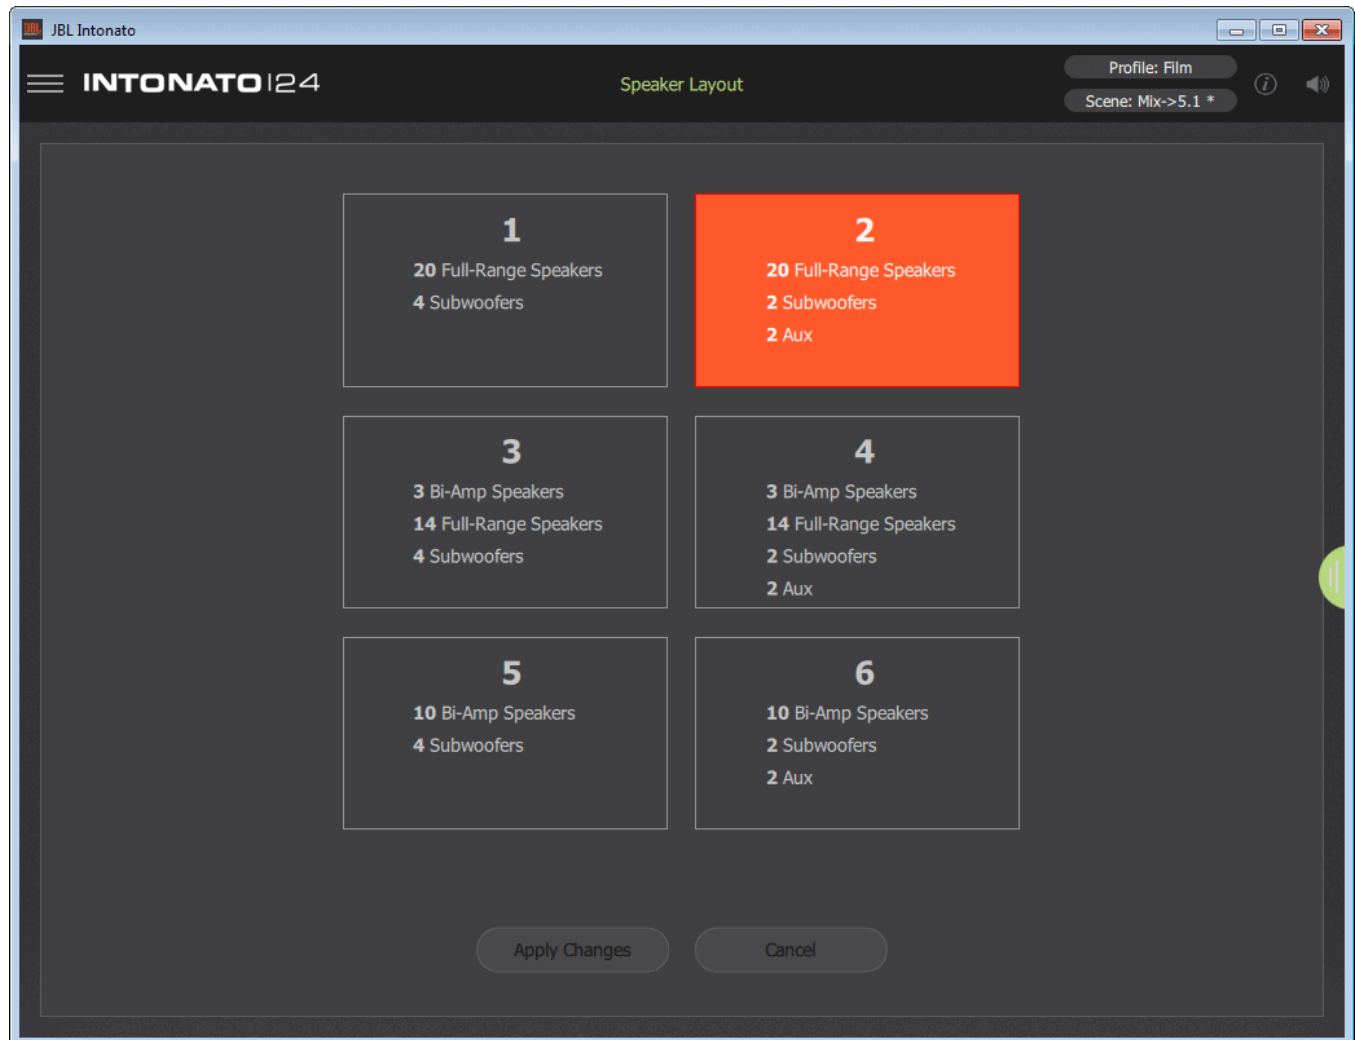 JBL Intonato
INTONATO|24
Speaker Layout
Profile: Film
Scene: Mix->5.1 *
1
20 Full-Range Speakers
4 Subwoofers
2
20 Full-Range Speakers
2 Subwoofers
2 Aux
3
3 Bi-Amp Speakers
14 Full-Range Speakers
4 Subwoofers
4
3 Bi-Amp Speakers
14 Full-Range Speakers
2 Subwoofers
2 Aux
5
10 Bi-Amp Speakers
4 Subwoofers
6
10 Bi-Amp Speakers
2 Subwoofers
2 Aux
Apply Changes
Cancel